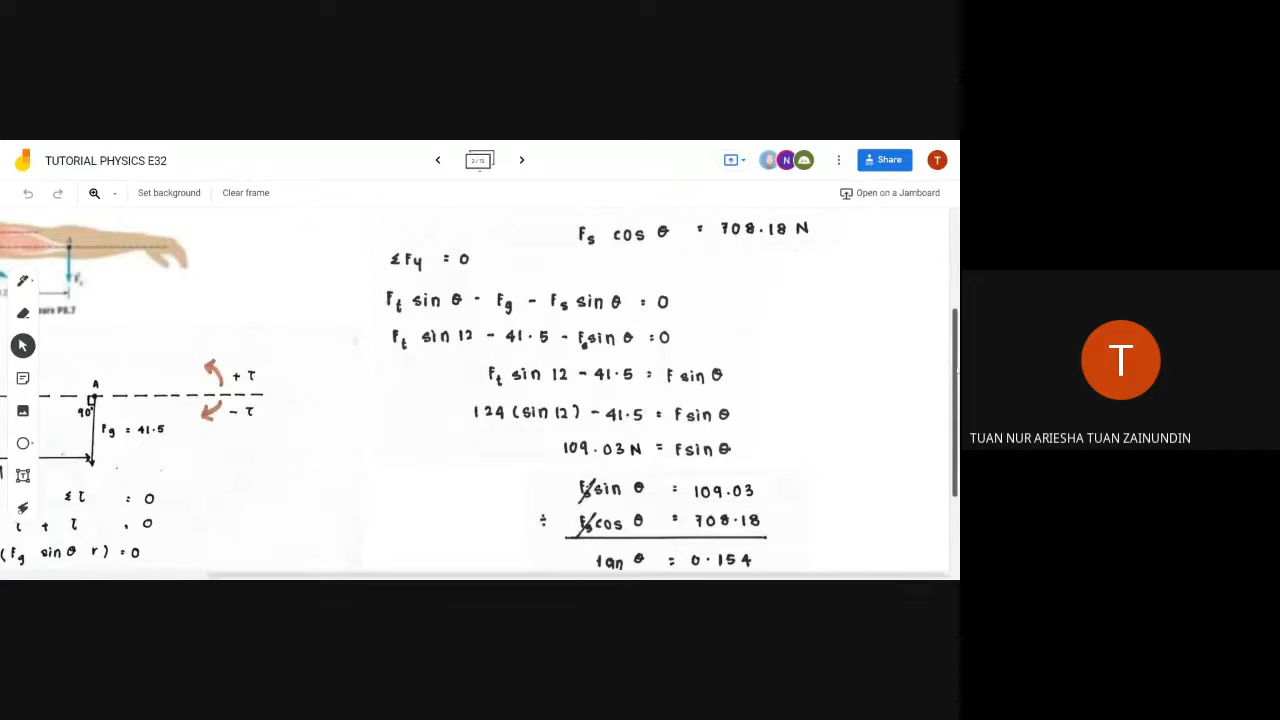 TUTORIAL PHYSICS E32
2/15
Share
T
Set background
Clear frame
Open on a Jamboard
Fs cos θ = 708.18 N
ΣFy = 0
Ft sin θ - Fg - Fs sin θ = 0
Ft sin 12 - 41.5 - Fs sin θ = 0
Ft sin 12 - 41.5 = F sin θ
124 (sin 12) - 41.5 = F sin θ
109.03 N = F sin θ
Fs sin θ = 109.03
÷ Fs cos θ = 708.18
tan θ = 0.154
A
+ τ
- τ
90°
Fg = 41.5
Στ = 0
+ τ = 0
(Fg sin θ r) = 0
N
T
TUAN NUR ARIESHA TUAN ZAINUNDIN